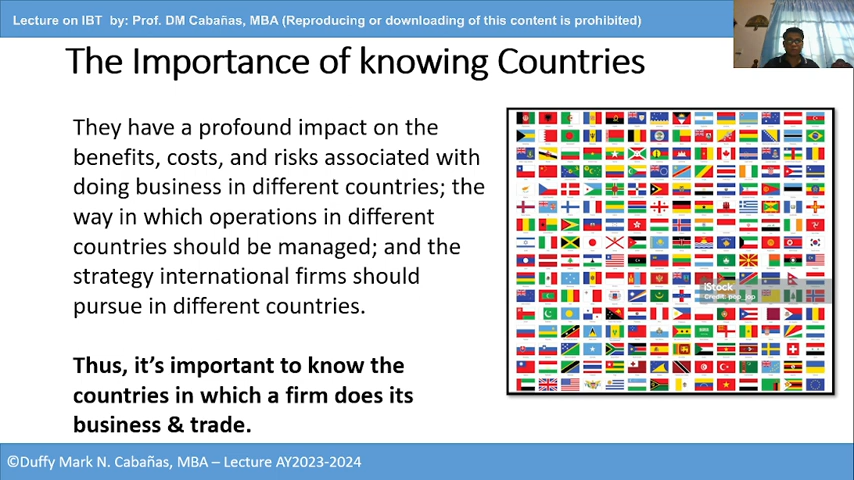 Lecture on IBT by: Prof. DM Cabañas, MBA (Reproducing or downloading of this content is prohibited)
The Importance of knowing Countries
They have a profound impact on the
benefits, costs, and risks associated with
doing business in different countries; the
way in which operations in different
countries should be managed; and the
strategy international firms should
pursue in different countries.
Thus, it's important to know the
countries in which a firm does its
business & trade.
iStock
Credit: pop_jop
©Duffy Mark N. Cabañas, MBA – Lecture AY2023-2024